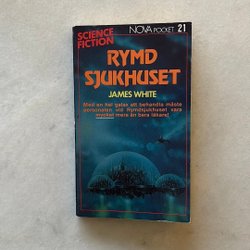 SCIENCE
FICTION
NOVA POCKET 21
RYMD
SJUKHUSET
JAMES WHITE
Med en hel galax att behandla måste
personalen vid Rymdsjukhuset vara
mycket mera än bara läkare!